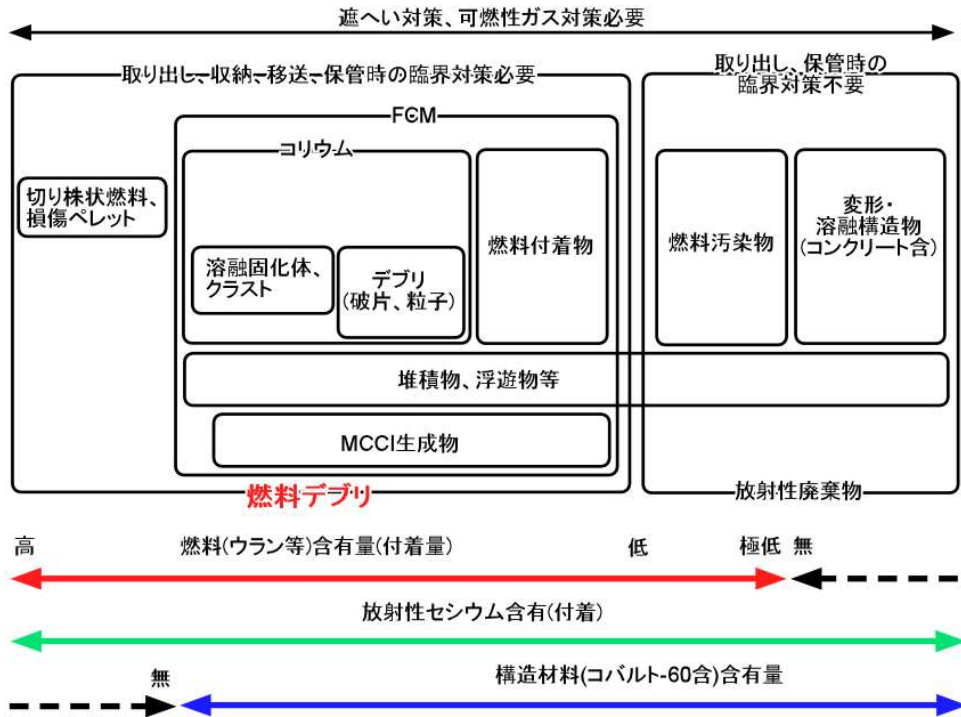 遮へい対策、可燃性ガス対策必要
取り出し、収納、移送、保管時の臨界対策必要
取り出し、保管時の
臨界対策不要
FCM
コリウム
切り株状燃料、
損傷ペレット
溶融固化体、
クラスト
デブリ
(破片、粒子)
燃料付着物
燃料汚染物
変形・
溶融構造物
(コンクリート含)
堆積物、浮遊物等
MCCI生成物
燃料デブリ
放射性廃棄物
高 燃料(ウラン等)含有量(付着量) 低 極低 無
放射性セシウム含有(付着)
無 構造材料(コバルト-60含)含有量